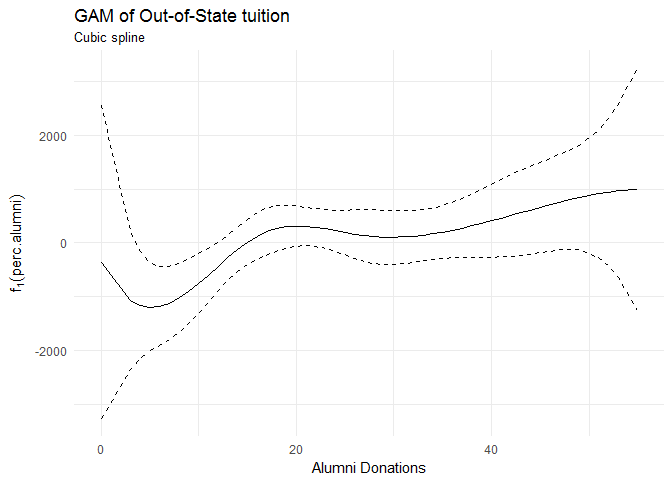 GAM of Out-of-State tuition
Cubic spline
2000
0
-2000
f₁(perc.alumni)
0 20 40
Alumni Donations